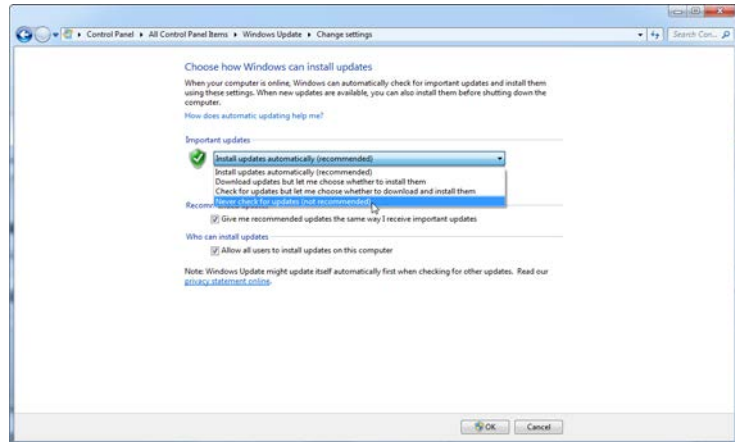 Control Panel ▸ All Control Panel Items ▸ Windows Update ▸ Change settings
Search Con...
Choose how Windows can install updates
When your computer is online, Windows can automatically check for important updates and install them
using these settings. When new updates are available, you can also install them before shutting down the
computer.
How does automatic updating help me?
Important updates
Install updates automatically (recommended)
Install updates automatically (recommended)
Download updates but let me choose whether to install them
Check for updates but let me choose whether to download and install them
Never check for updates (not recommended)
Recom
Give me recommended updates the same way I receive important updates
Who can install updates
Allow all users to install updates on this computer
Note: Windows Update might update itself automatically first when checking for other updates. Read our
privacy statement online.
OK
Cancel